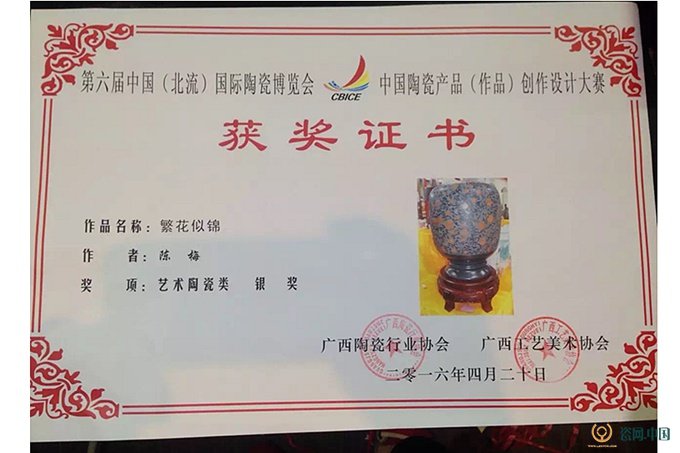 第六届中国（北流）国际陶瓷博览会 CBICE 中国陶瓷产品（作品）创作设计大赛
获奖证书
作品名称：繁花似锦
作 者：陈 梅
奖 项：艺术陶瓷类 银 奖
广西陶瓷行业协会 广西工艺美术协会
二零一六年四月二十日
瓷网.中国